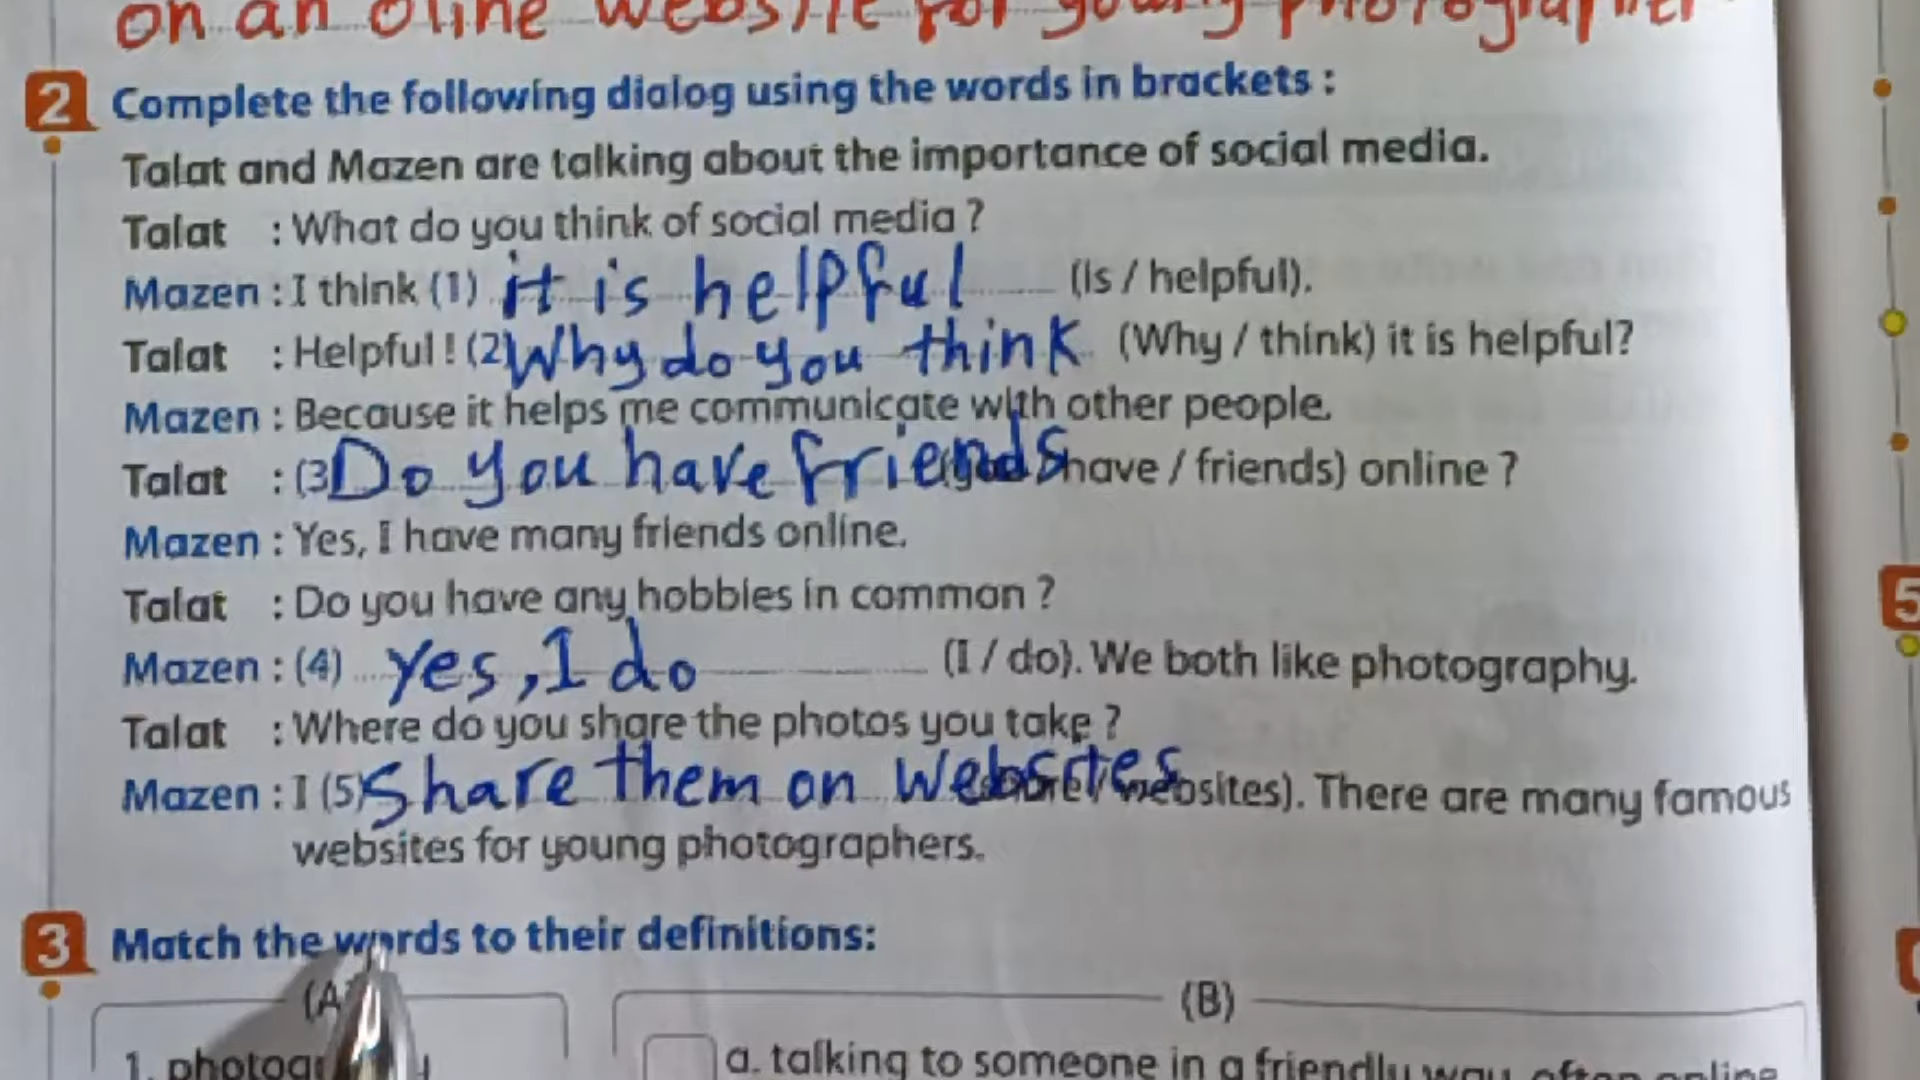 on an oline website for young photographer
2 Complete the following dialog using the words in brackets :
Talat and Mazen are talking about the importance of social media.
Talat : What do you think of social media ?
Mazen : I think (1) it is helpful (is / helpful).
Talat : Helpful ! (2) Why do you think (Why / think) it is helpful?
Mazen : Because it helps me communicate with other people.
Talat : (3) Do you have friends have / friends) online ?
Mazen : Yes, I have many friends online.
Talat : Do you have any hobbies in common ?
Mazen : (4) Yes, I do (I / do). We both like photography.
Talat : Where do you share the photos you take ?
Mazen : I (5) Share them on websites websites). There are many famous
websites for young photographers.
3 Match the words to their definitions:
(A) (B)
1. a. talking to someone in a friendly way, often online
5